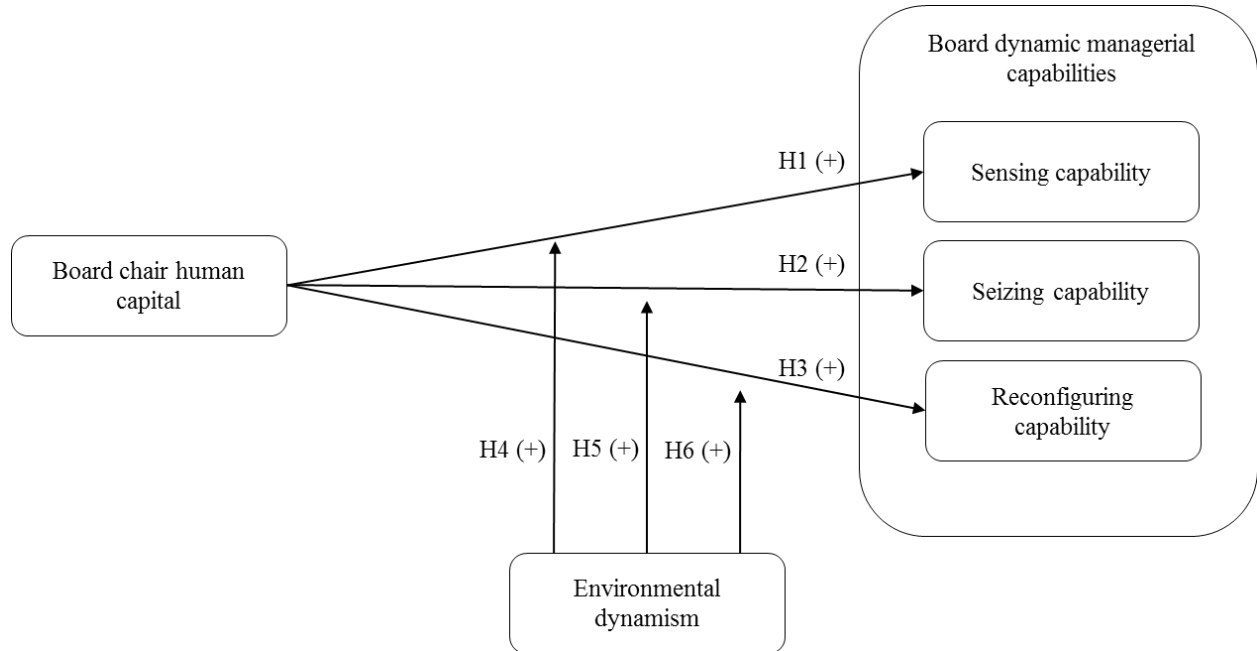 Board dynamic managerial
capabilities
H1 (+)
Sensing capability
Board chair human
capital
H2 (+)
Seizing capability
H3 (+)
Reconfiguring
capability
H4 (+)
H5 (+)
H6 (+)
Environmental
dynamism